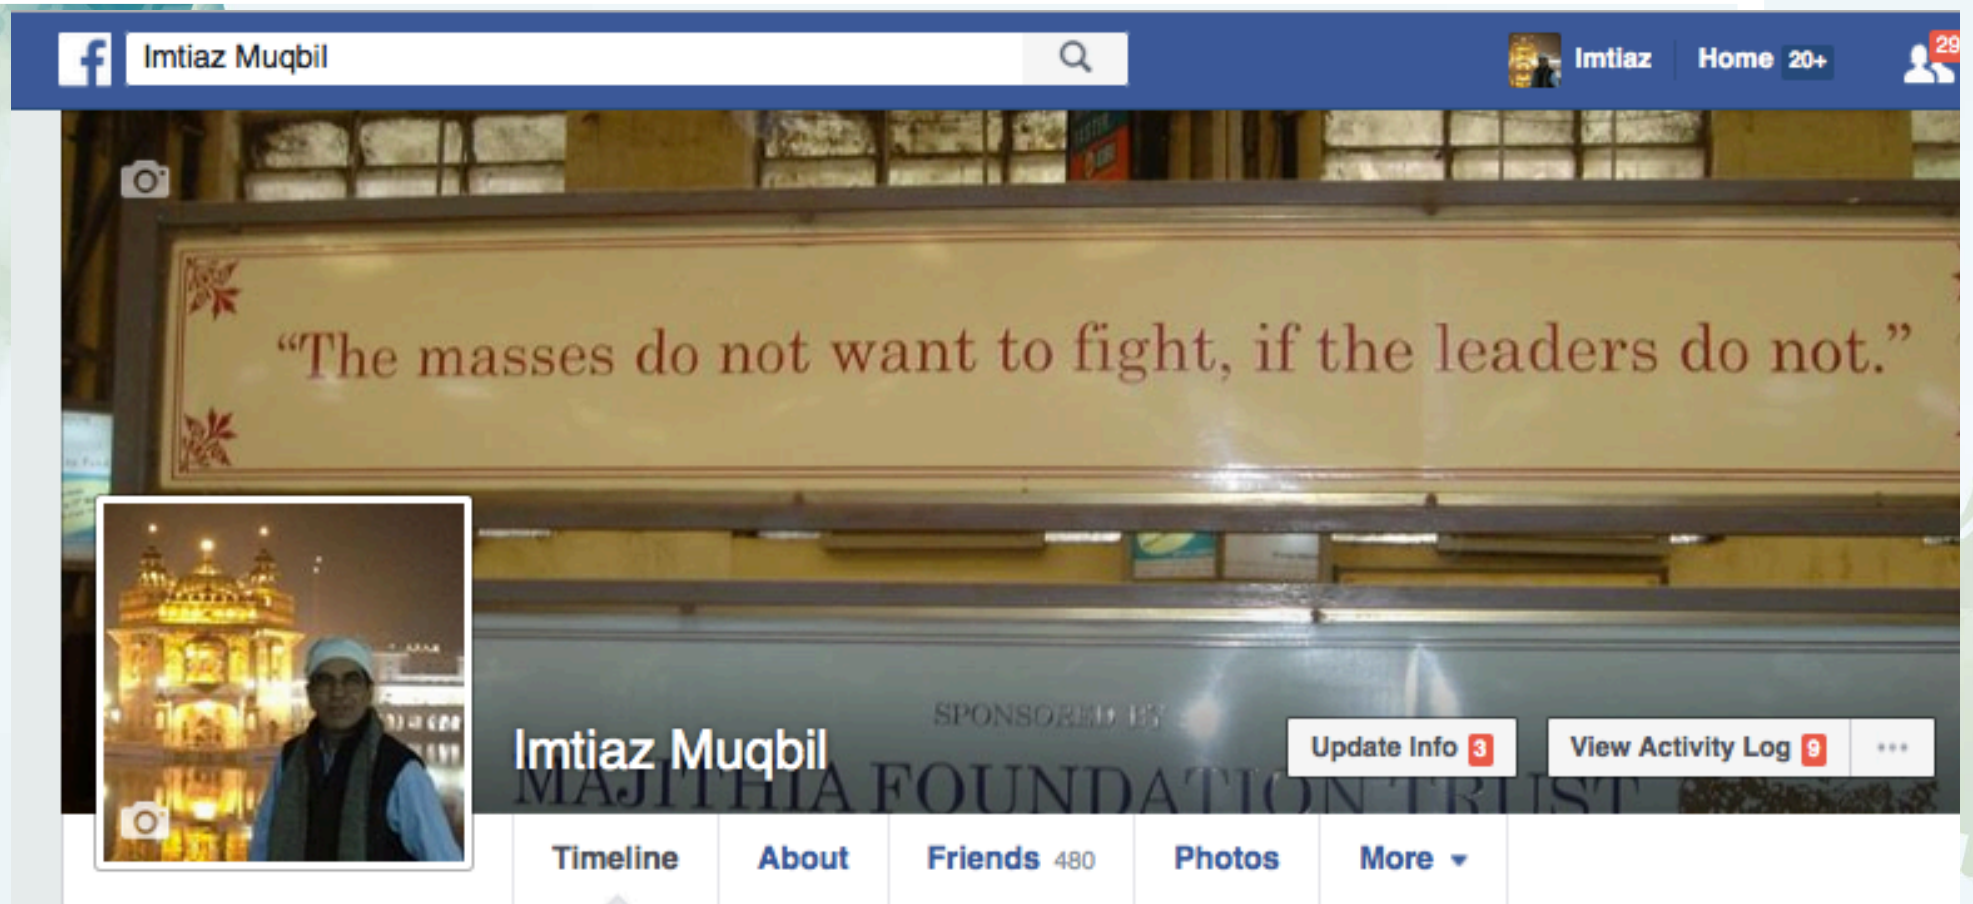 f Imtiaz Muqbil Imtiaz Home 20+ 29
“The masses do not want to fight, if the leaders do not.”
SPONSORED BY
MAJITHIA FOUNDATION TRUST
Imtiaz Muqbil
Update Info 3 View Activity Log 9 ...
Timeline About Friends 480 Photos More